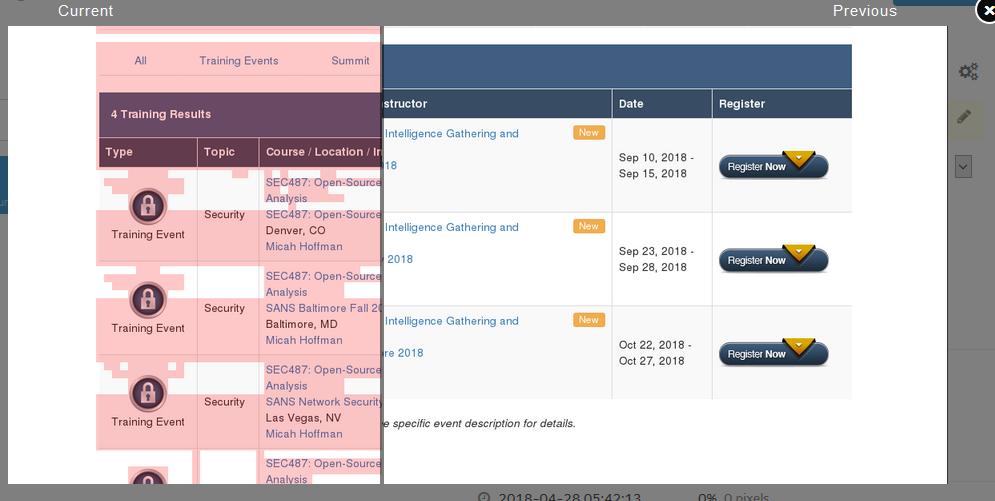 Current Previous
All Training Events Summit
4 Training Results
Type Topic Course / Location / In
structor Date Register
SEC487: Open-Source
Analysis
Security SEC487: Open-Source
Denver, CO
Training Event Micah Hoffman
Intelligence Gathering and New
18
Sep 10, 2018 -
Sep 15, 2018
Register Now
SEC487: Open-Source
Analysis
Security SANS Baltimore Fall 20
Baltimore, MD
Training Event Micah Hoffman
Intelligence Gathering and New
2018
Sep 23, 2018 -
Sep 28, 2018
Register Now
SEC487: Open-Source
Analysis
Security SANS Network Security
Las Vegas, NV
Training Event Micah Hoffman
Intelligence Gathering and New
re 2018
Oct 22, 2018 -
Oct 27, 2018
Register Now
e specific event description for details.
SEC487: Open-Source
Analysis
2018-04-28 05:42:13 0% 0 pixels